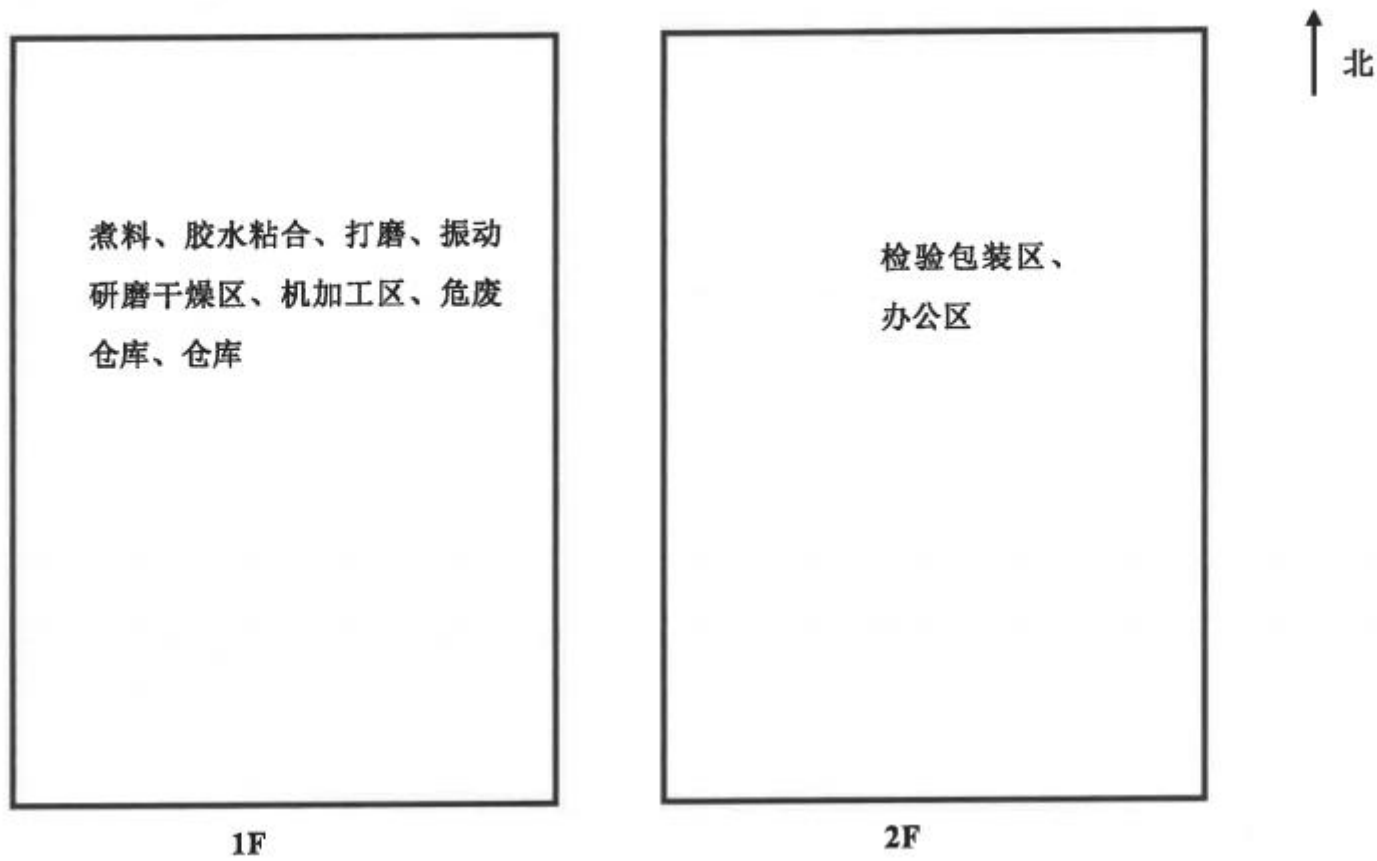 北
煮料、胶水粘合、打磨、振动
研磨干燥区、机加工区、危废
仓库、仓库
检验包装区、
办公区
1F
2F